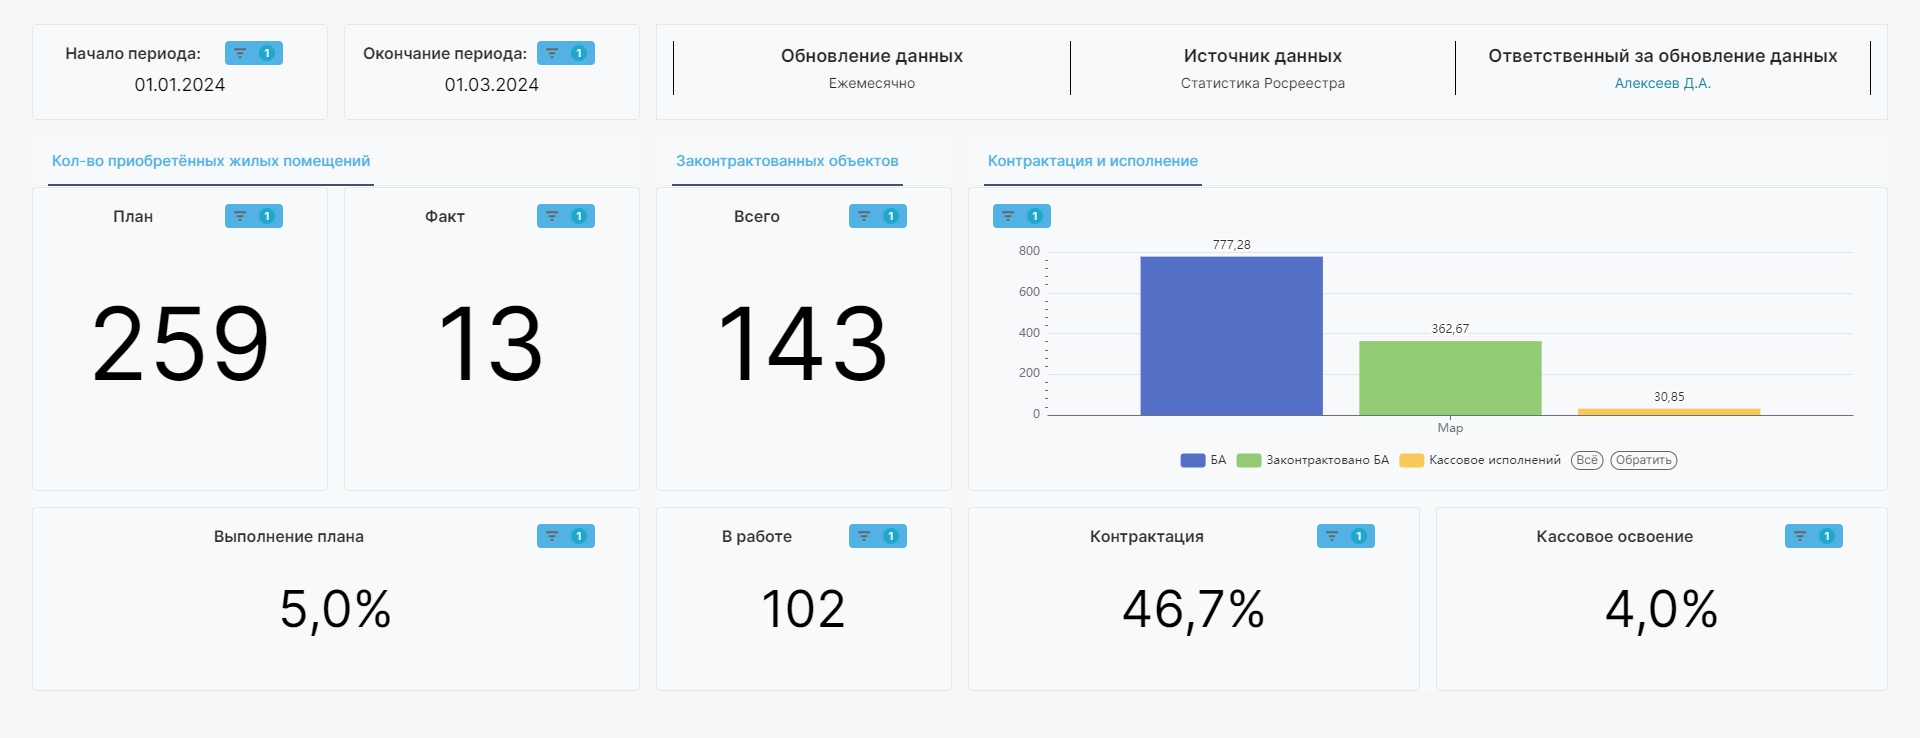 Начало периода: 1
01.01.2024
Окончание периода: 1
01.03.2024
Обновление данных
Ежемесячно
Источник данных
Статистика Росреестра
Ответственный за обновление данных
Алексеев Д.А.
Кол-во приобретённых жилых помещений
План 1
259
Факт 1
13
Законтрактованных объектов
Всего 1
143
Контрактация и исполнение
1
800
600
400
200
0
777,28
362,67
30,85
Мар
БА Законтрактовано БА Кассовое исполнений Всё Обратить
Выполнение плана 1
5,0%
В работе 1
102
Контрактация 1
46,7%
Кассовое освоение 1
4,0%